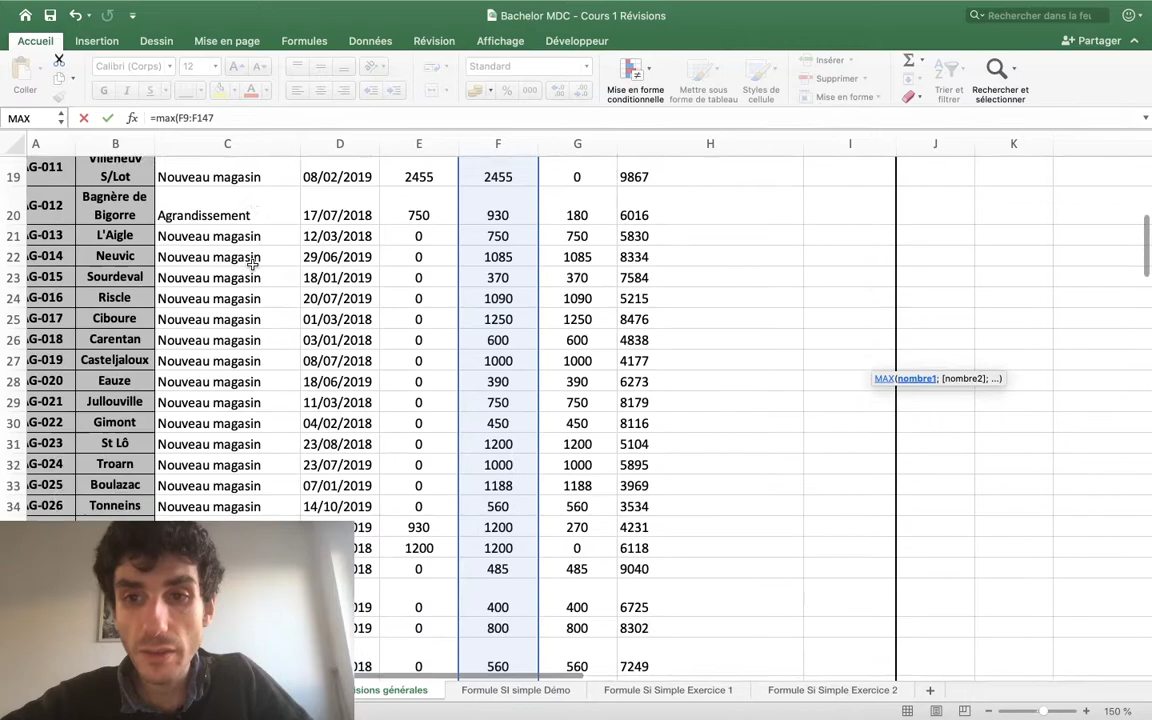 Bachelor MDC - Cours 1 Révisions
Rechercher dans la feu
Accueil Insertion Dessin Mise en page Formules Données Révision Affichage Développeur
Partager
Coller
Calibri (Corps) 12
G I S
Standard
% 000
Mise en forme conditionnelle
Mettre sous forme de tableau
Styles de cellule
Insérer
Supprimer
Mise en forme
Trier et filtrer
Rechercher et sélectionner
MAX fx =max(F9:F147
A B C D E F G H I J K
19 AG-011 Villeneuv S/Lot Nouveau magasin 08/02/2019 2455 2455 0 9867
20 AG-012 Bagnère de Bigorre Agrandissement 17/07/2018 750 930 180 6016
21 AG-013 L'Aigle Nouveau magasin 12/03/2018 0 750 750 5830
22 AG-014 Neuvic Nouveau magasin 29/06/2019 0 1085 1085 8334
23 AG-015 Sourdeval Nouveau magasin 18/01/2019 0 370 370 7584
24 AG-016 Riscle Nouveau magasin 20/07/2019 0 1090 1090 5215
25 AG-017 Ciboure Nouveau magasin 01/03/2018 0 1250 1250 8476
26 AG-018 Carentan Nouveau magasin 03/01/2018 0 600 600 4838
27 AG-019 Casteljaloux Nouveau magasin 08/07/2018 0 1000 1000 4177
MAX(nombre1; [nombre2]; ...)
28 AG-020 Eauze Nouveau magasin 18/06/2019 0 390 390 6273
29 AG-021 Jullouville Nouveau magasin 11/03/2018 0 750 750 8179
30 AG-022 Gimont Nouveau magasin 04/02/2018 0 450 450 8116
31 AG-023 St Lô Nouveau magasin 23/08/2018 0 1200 1200 5104
32 AG-024 Troarn Nouveau magasin 23/07/2019 0 1000 1000 5895
33 AG-025 Boulazac Nouveau magasin 07/01/2019 0 1188 1188 3969
34 AG-026 Tonneins Nouveau magasin 14/10/2019 0 560 560 3534
019 930 1200 270 4231
018 1200 1200 0 6118
018 0 485 485 9040
019 0 400 400 6725
019 0 800 800 8302
018 0 560 560 7249
isions générales Formule SI simple Démo Formule Si Simple Exercice 1 Formule Si Simple Exercice 2
150 %